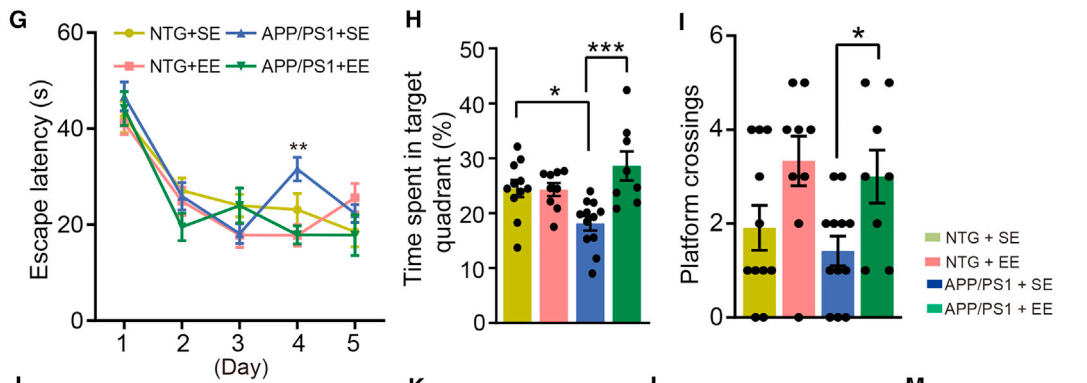 G
60
40
20
0
Escape latency (s)
NTG+SE
APP/PS1+SE
NTG+EE
APP/PS1+EE
**
1 2 3 4 5
(Day)
H
50
40
30
20
10
0
Time spent in target
quadrant (%)
*
***
I
6
4
2
0
Platform crossings
*
NTG + SE
NTG + EE
APP/PS1 + SE
APP/PS1 + EE